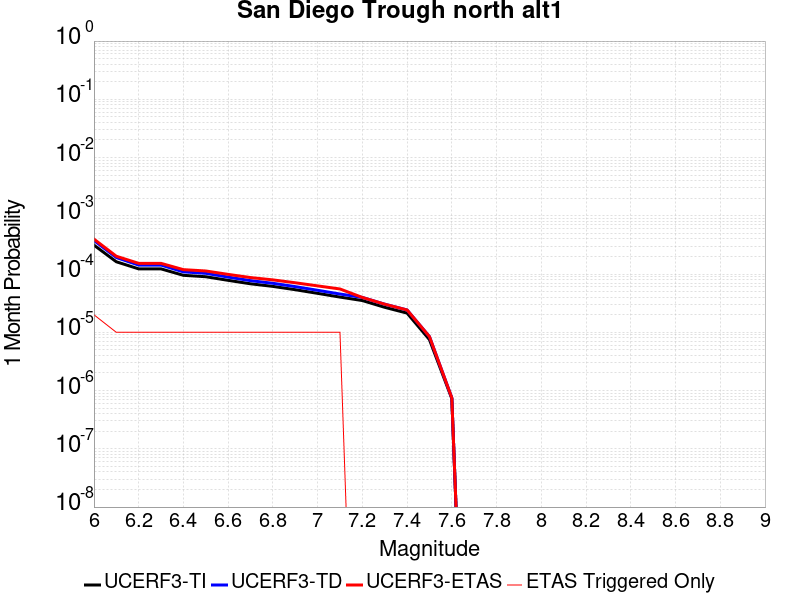 San Diego Trough north alt1
10^0
10^-1
10^-2
10^-3
10^-4
10^-5
10^-6
10^-7
10^-8
1 Month Probability
6 6.2 6.4 6.6 6.8 7 7.2 7.4 7.6 7.8 8 8.2 8.4 8.6 8.8 9
Magnitude
UCERF3-TI UCERF3-TD UCERF3-ETAS ETAS Triggered Only